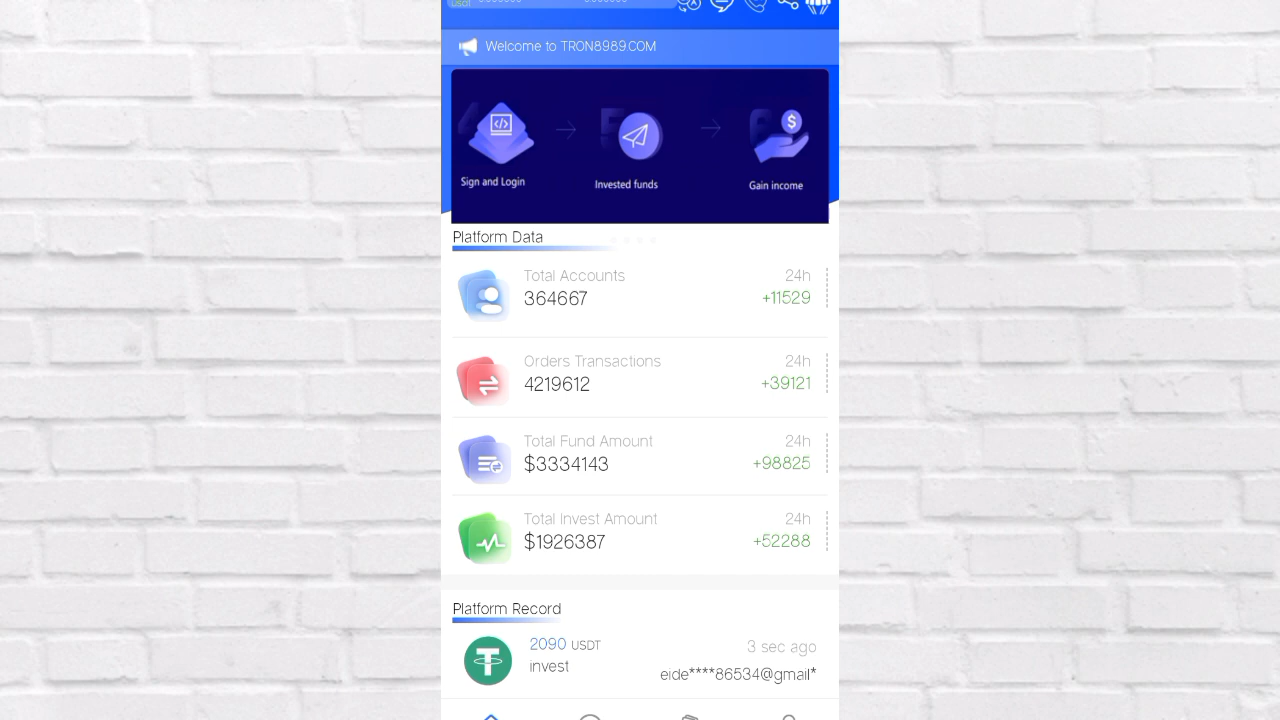 Welcome to TRON8989.COM
Sign and Login
Invested funds
Gain income
Platform Data
Total Accounts
24h
364667
+11529
Orders Transactions
24h
4219612
+39121
Total Fund Amount
24h
$3334143
+98825
Total Invest Amount
24h
$1926387
+52288
Platform Record
2090 USDT
3 sec ago
invest
eide****86534@gmail*